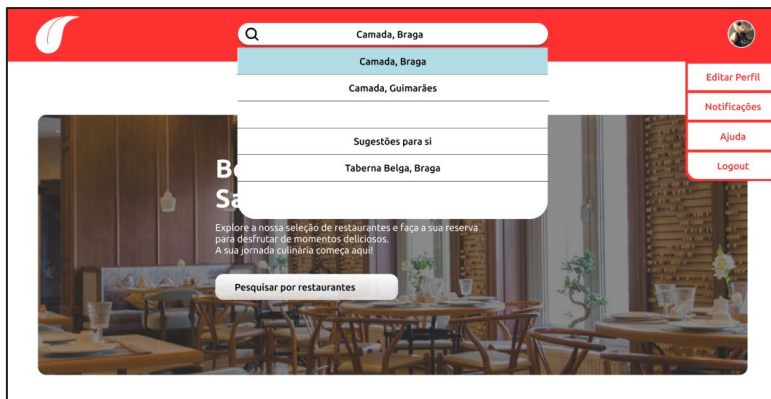 Camada, Braga
Camada, Braga
Camada, Guimarães
Sugestões para si
Taberna Belga, Braga
Editar Perfil
Notificações
Ajuda
Logout
Explore a nossa seleção de restaurantes e faça a sua reserva
para desfrutar de momentos deliciosos.
A sua jornada culinária começa aqui!
Pesquisar por restaurantes